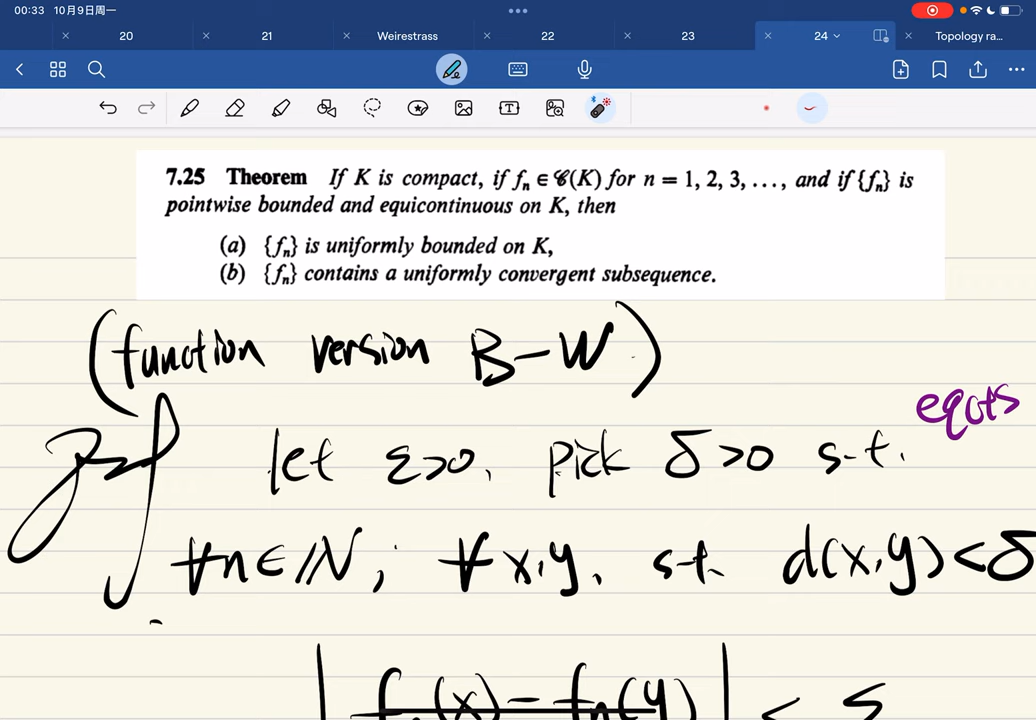 00:33 10月9日周一
20 21 Weirestrass 22 23 24 Topology ra...
7.25 Theorem If K is compact, if fₙ ∈ 𝒞(K) for n = 1, 2, 3, ..., and if {fₙ} is
pointwise bounded and equicontinuous on K, then
(a) {fₙ} is uniformly bounded on K,
(b) {fₙ} contains a uniformly convergent subsequence.
(function version B-W)
eqcts
let ε>0, pick δ>0 s.t.
∀n∈ℕ; ∀x,y, s.t. d(x,y)<δ
|fₙ(x) - fₙ(y)| <